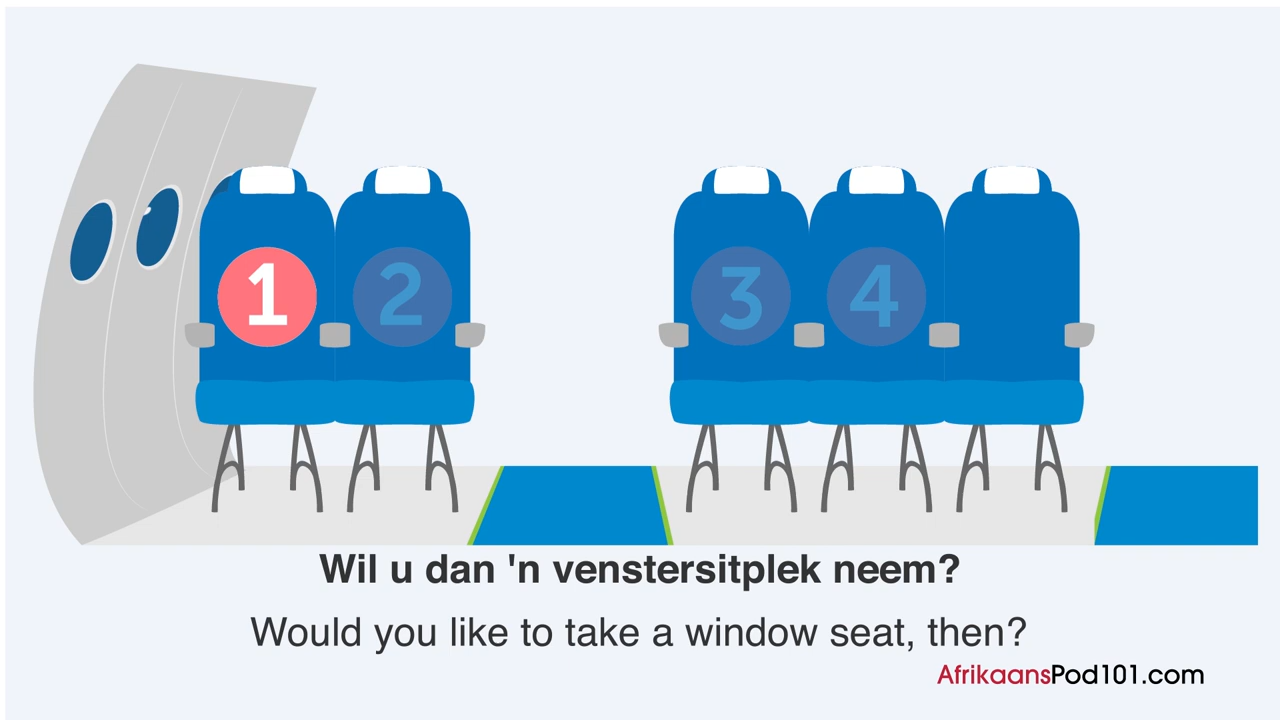 1 2 3 4
Wil u dan 'n venstersitplek neem?
Would you like to take a window seat, then?
AfrikaansPod101.com